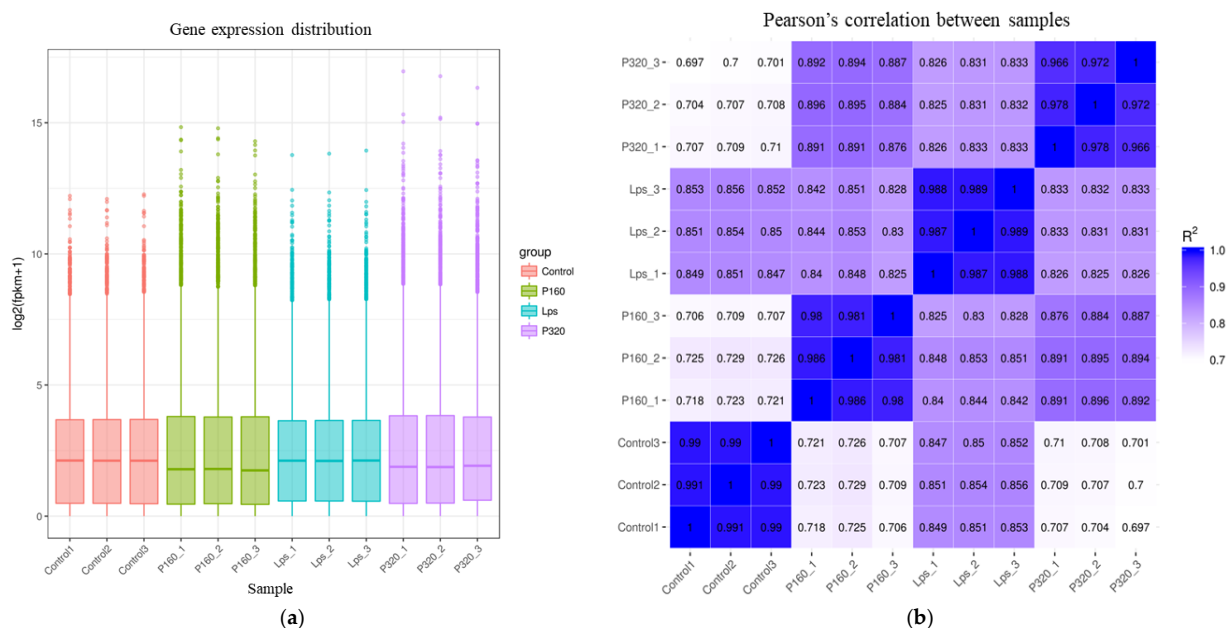 Gene expression distribution
log2(fpkm+1)
15
10
5
0
Control1
Control2
Control3
P160_1
P160_2
P160_3
Lps_1
Lps_2
Lps_3
P320_1
P320_2
P320_3
Sample
group
Control
P160
Lps
P320
(a)
Pearson's correlation between samples
P320_3 0.697 0.7 0.701 0.892 0.894 0.887 0.826 0.831 0.833 0.966 0.972 1
P320_2 0.704 0.707 0.708 0.896 0.895 0.884 0.825 0.831 0.832 0.978 1 0.972
P320_1 0.707 0.709 0.71 0.891 0.891 0.876 0.826 0.833 0.833 1 0.978 0.966
Lps_3 0.853 0.856 0.852 0.842 0.851 0.828 0.988 0.989 1 0.833 0.832 0.833
Lps_2 0.851 0.854 0.85 0.844 0.853 0.83 0.987 1 0.989 0.833 0.831 0.831
Lps_1 0.849 0.851 0.847 0.84 0.848 0.825 1 0.987 0.988 0.826 0.825 0.826
P160_3 0.706 0.709 0.707 0.98 0.981 1 0.825 0.83 0.828 0.876 0.884 0.887
P160_2 0.725 0.729 0.726 0.986 1 0.981 0.848 0.853 0.851 0.891 0.895 0.894
P160_1 0.718 0.723 0.721 1 0.986 0.98 0.84 0.844 0.842 0.891 0.896 0.892
Control3 0.99 0.99 1 0.721 0.726 0.707 0.847 0.85 0.852 0.71 0.708 0.701
Control2 0.991 1 0.99 0.723 0.729 0.709 0.851 0.854 0.856 0.709 0.707 0.7
Control1 1 0.991 0.99 0.718 0.725 0.706 0.849 0.851 0.853 0.707 0.704 0.697
Control1
Control2
Control3
P160_1
P160_2
P160_3
Lps_1
Lps_2
Lps_3
P320_1
P320_2
P320_3
R²
1.0
0.9
0.8
0.7
(b)